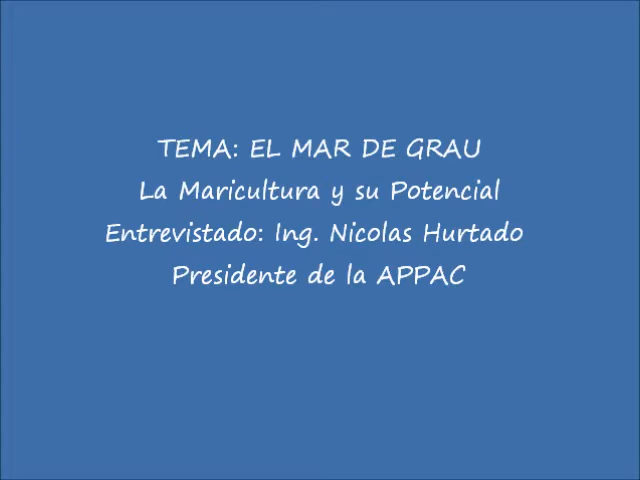 TEMA: EL MAR DE GRAU
La Maricultura y su Potencial
Entrevistado: Ing. Nicolas Hurtado
Presidente de la APPAC